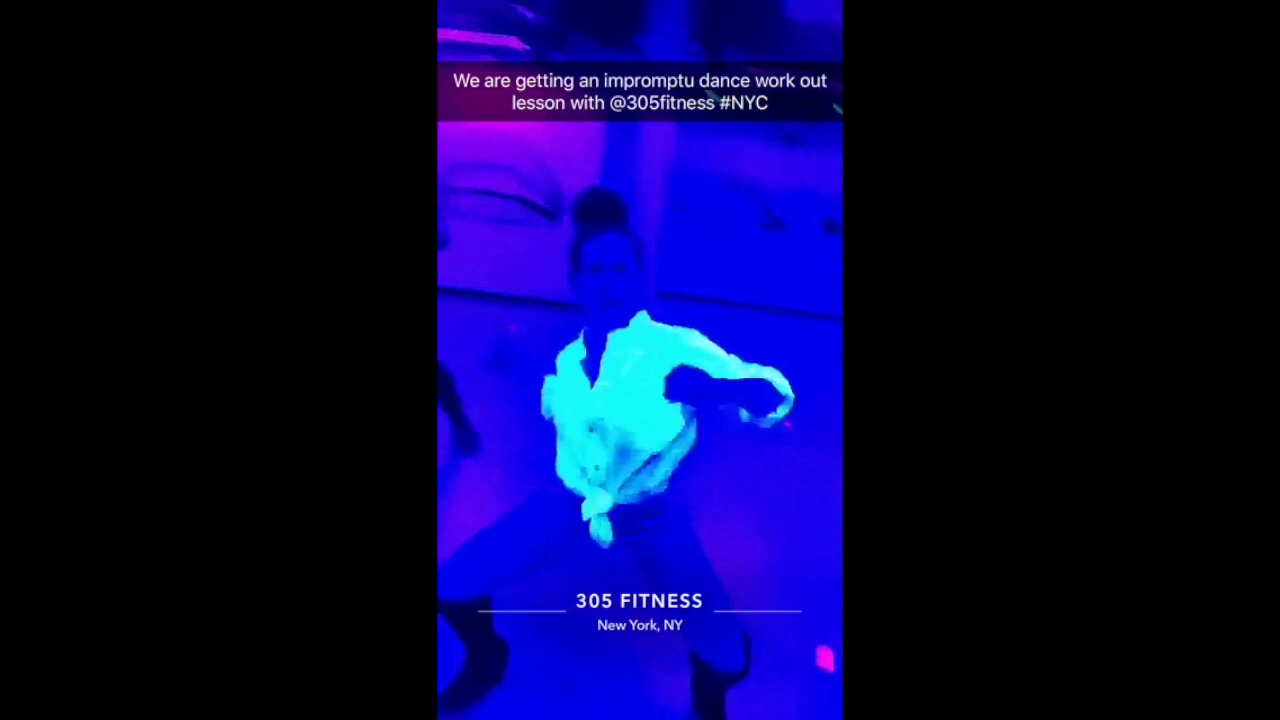 We are getting an impromptu dance work out
lesson with @305fitness #NYC
305 FITNESS
New York, NY